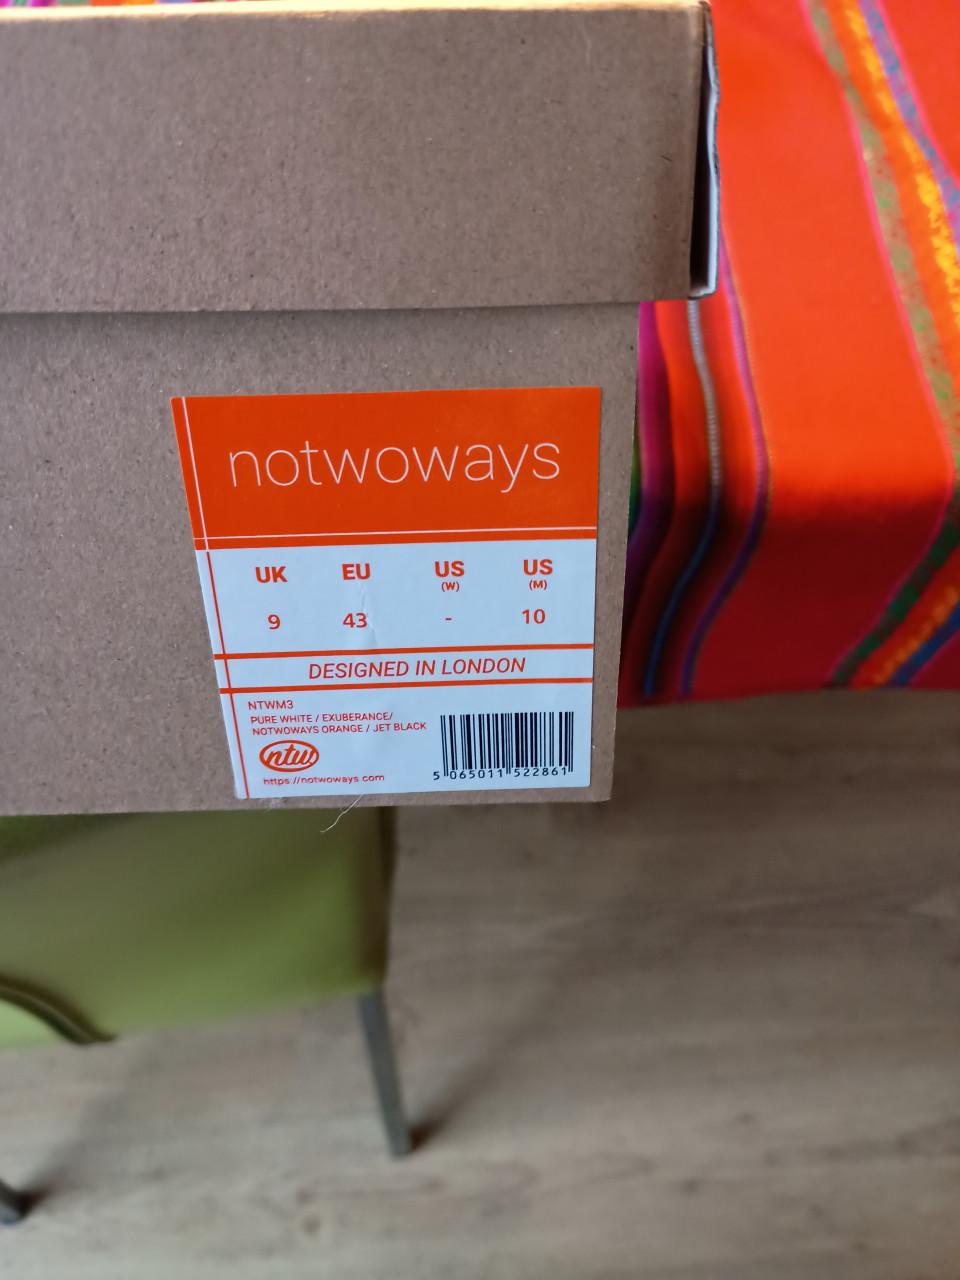 notwoways
UK EU US US
(W) (M)
9 43 - 10
DESIGNED IN LONDON
NTWM3
PURE WHITE / EXUBERANCE/
NOTWOWAYS ORANGE / JET BLACK
ntw
https://notwoways.com
5 065011 522861